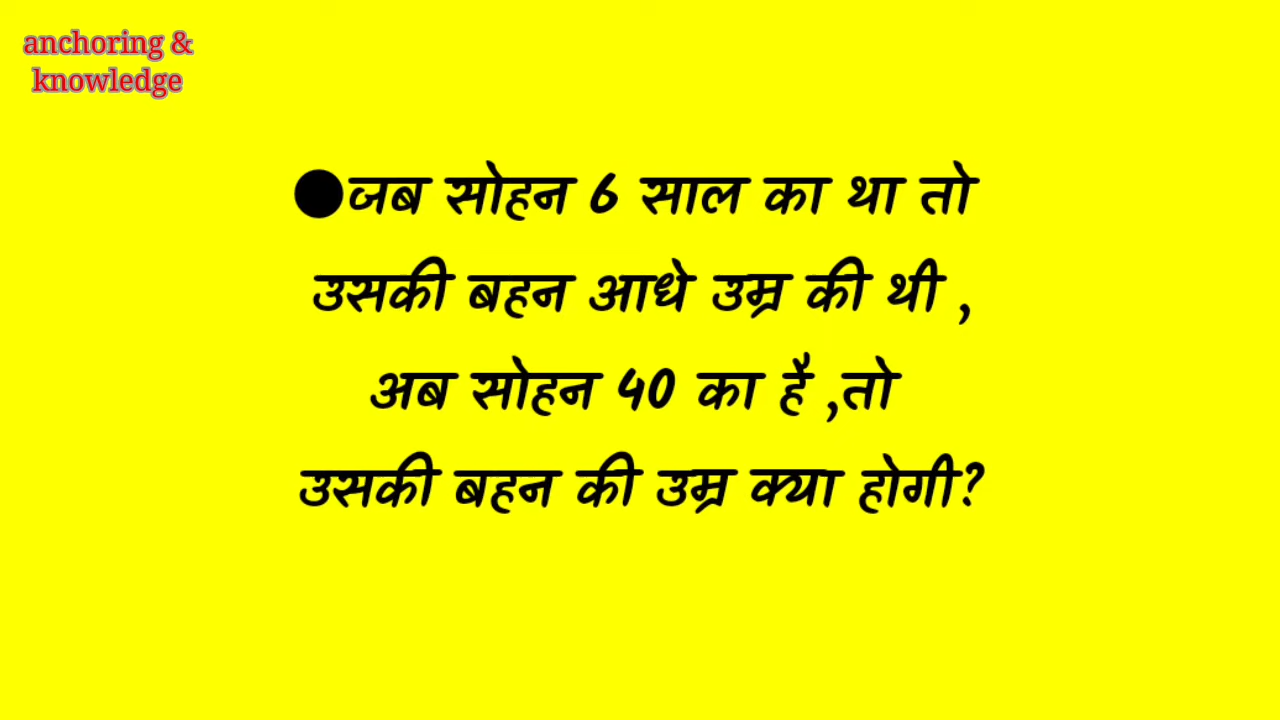 anchoring &
knowledge
●जब सोहन 6 साल का था तो
उसकी बहन आधे उम्र की थी ,
अब सोहन 40 का है ,तो
उसकी बहन की उम्र क्या होगी?